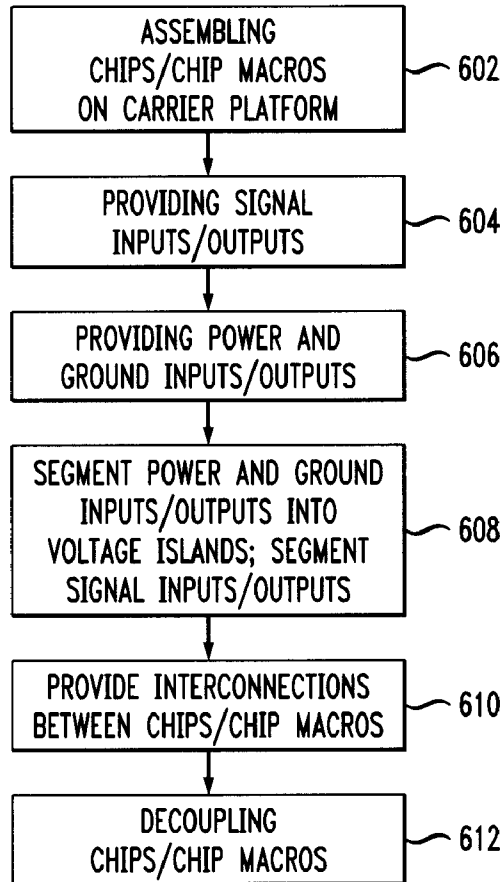 ASSEMBLING
CHIPS/CHIP MACROS
ON CARRIER PLATFORM
602
PROVIDING SIGNAL
INPUTS/OUTPUTS
604
PROVIDING POWER AND
GROUND INPUTS/OUTPUTS
606
SEGMENT POWER AND GROUND
INPUTS/OUTPUTS INTO
VOLTAGE ISLANDS; SEGMENT
SIGNAL INPUTS/OUTPUTS
608
PROVIDE INTERCONNECTIONS
BETWEEN CHIPS/CHIP MACROS
610
DECOUPLING
CHIPS/CHIP MACROS
612